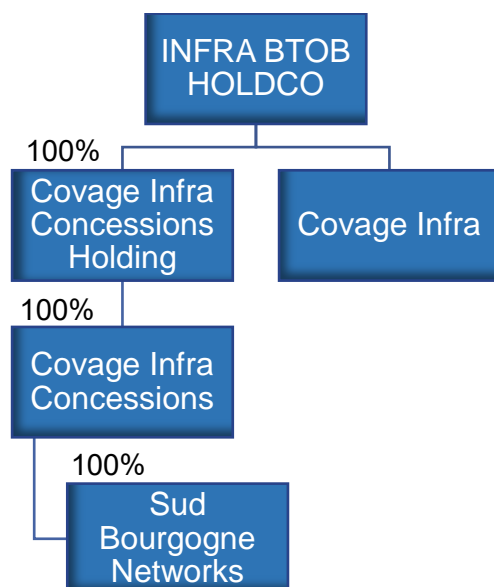 INFRA BTOB
HOLDCO
100%
Covage Infra
Concessions
Holding
Covage Infra
100%
Covage Infra
Concessions
100%
Sud
Bourgogne
Networks